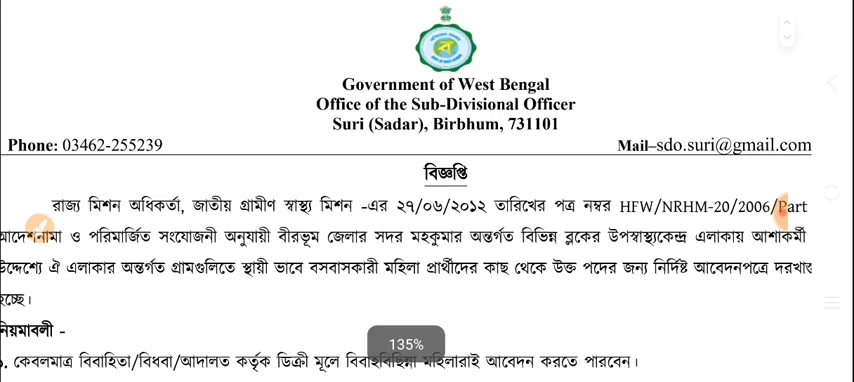 Government of West Bengal
Office of the Sub-Divisional Officer
Suri (Sadar), Birbhum, 731101
Phone: 03462-255239 Mail–sdo.suri@gmail.com
বিজ্ঞপ্তি
রাজ্য মিশন অধিকর্তা, জাতীয় গ্রামীণ স্বাস্থ্য মিশন -এর ২৭/০৬/২০১২ তারিখের পত্র নম্বর HFW/NRHM-20/2006/Part
আদেশনামা ও পরিমার্জিত সংযোজনী অনুযায়ী বীরভূম জেলার সদর মহকুমার অন্তর্গত বিভিন্ন ব্লকের উপস্বাস্থ্যকেন্দ্র এলাকায় আশাকর্মী
উদ্দেশ্যে ঐ এলাকার অন্তর্গত গ্রামগুলিতে স্থায়ী ভাবে বসবাসকারী মহিলা প্রার্থীদের কাছ থেকে উক্ত পদের জন্য নির্দিষ্ট আবেদনপত্রে দরখাস্ত
হচ্ছে।
নিয়মাবলী -
১. কেবলমাত্র বিবাহিতা/বিধবা/আদালত কর্তৃক ডিক্রী মূলে বিবাহবিছিন্না মহিলারাই আবেদন করতে পারবেন।
135%